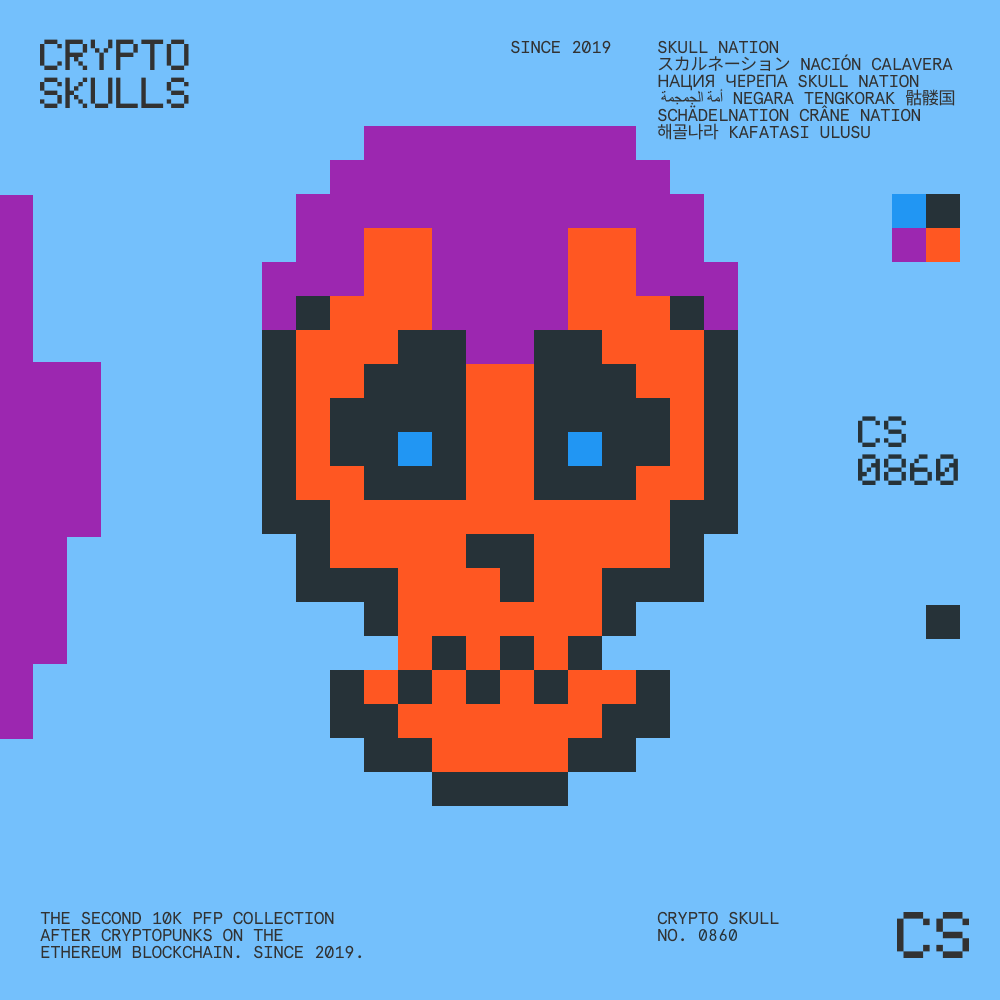 CRYPTO
SKULLS
SINCE 2019
SKULL NATION
スカルネーション NACIÓN CALAVERA
НАЦИЯ ЧЕРЕПА SKULL NATION
أمة الجمجمة NEGARA TENGKORAK 骷髅国
SCHÄDELNATION CRÂNE NATION
해골나라 KAFATASI ULUSU
CS
0860
THE SECOND 10K PFP COLLECTION
AFTER CRYPTOPUNKS ON THE
ETHEREUM BLOCKCHAIN. SINCE 2019.
CRYPTO SKULL
NO. 0860
CS